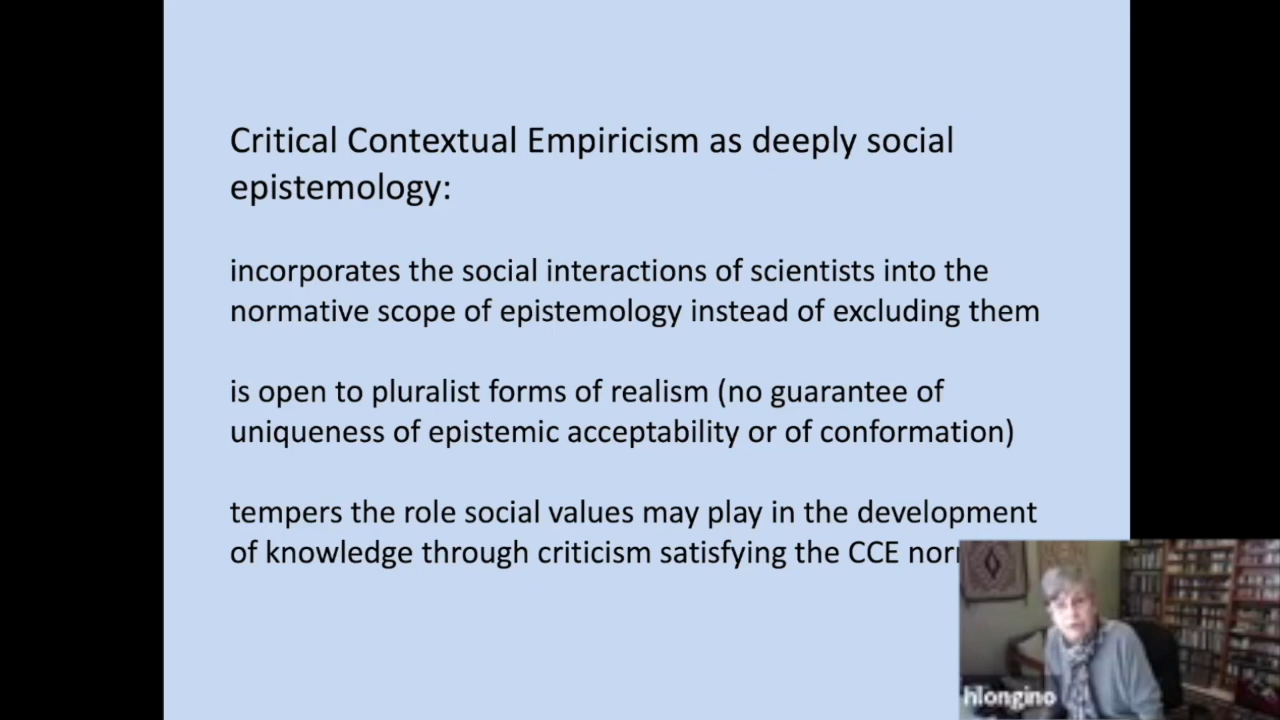 Critical Contextual Empiricism as deeply social
epistemology:
incorporates the social interactions of scientists into the
normative scope of epistemology instead of excluding them
is open to pluralist forms of realism (no guarantee of
uniqueness of epistemic acceptability or of conformation)
tempers the role social values may play in the development
of knowledge through criticism satisfying the CCE
hlongino